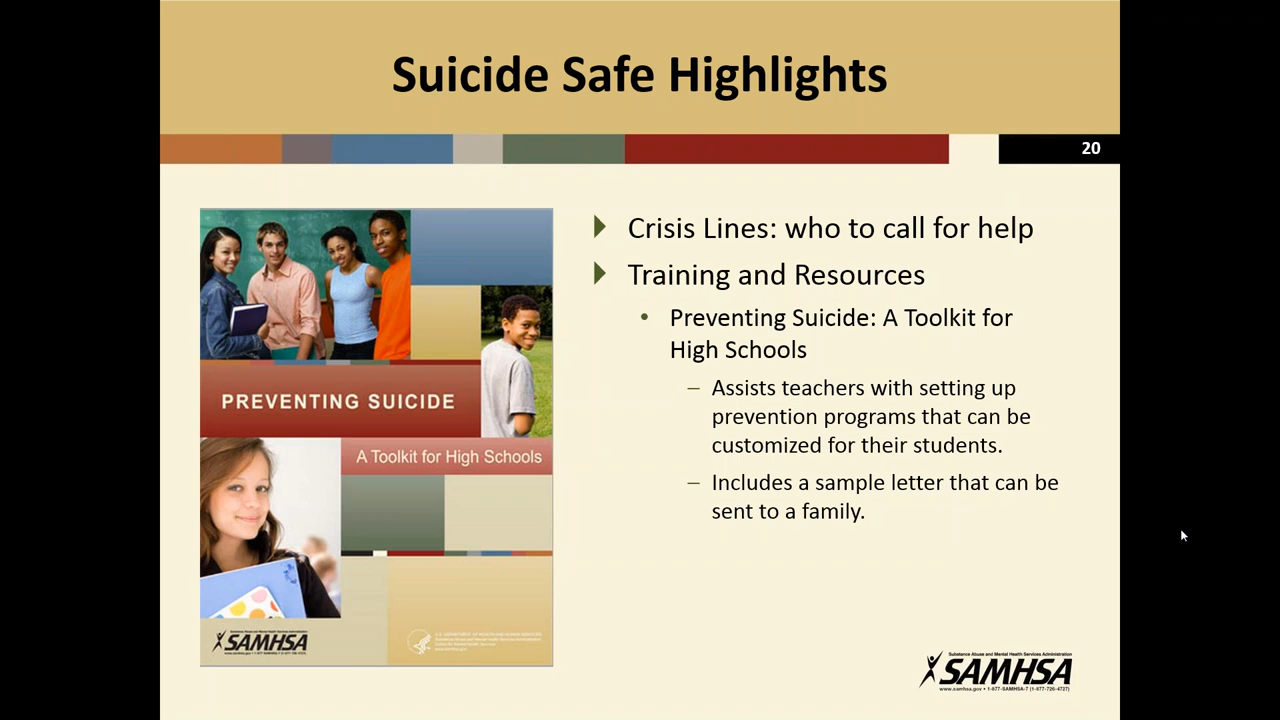 Suicide Safe Highlights
20
PREVENTING SUICIDE
A Toolkit for High Schools
SAMHSA
Crisis Lines: who to call for help
Training and Resources
• Preventing Suicide: A Toolkit for
High Schools
– Assists teachers with setting up
prevention programs that can be
customized for their students.
– Includes a sample letter that can be
sent to a family.
Substance Abuse and Mental Health Services Administration
SAMHSA
www.samhsa.gov • 1-877-SAMHSA-7 (1-877-726-4727)